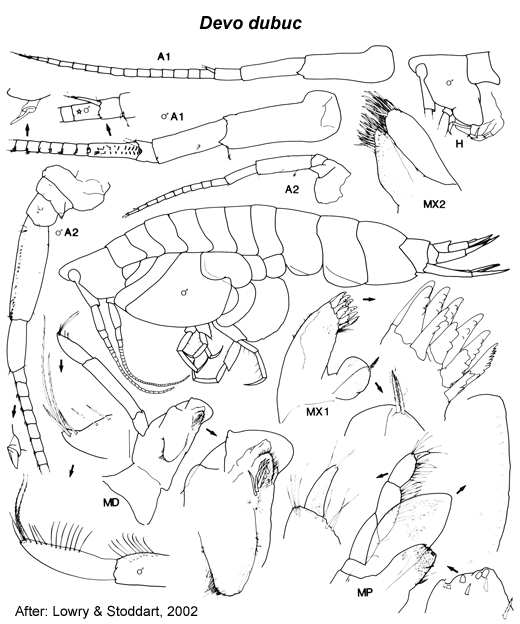 Devo dubuc
A1
♂
☆♂
♂ A1
H
A2
MX2
♂ A2
♂
MX1
MD
♂
MP
After: Lowry & Stoddart, 2002